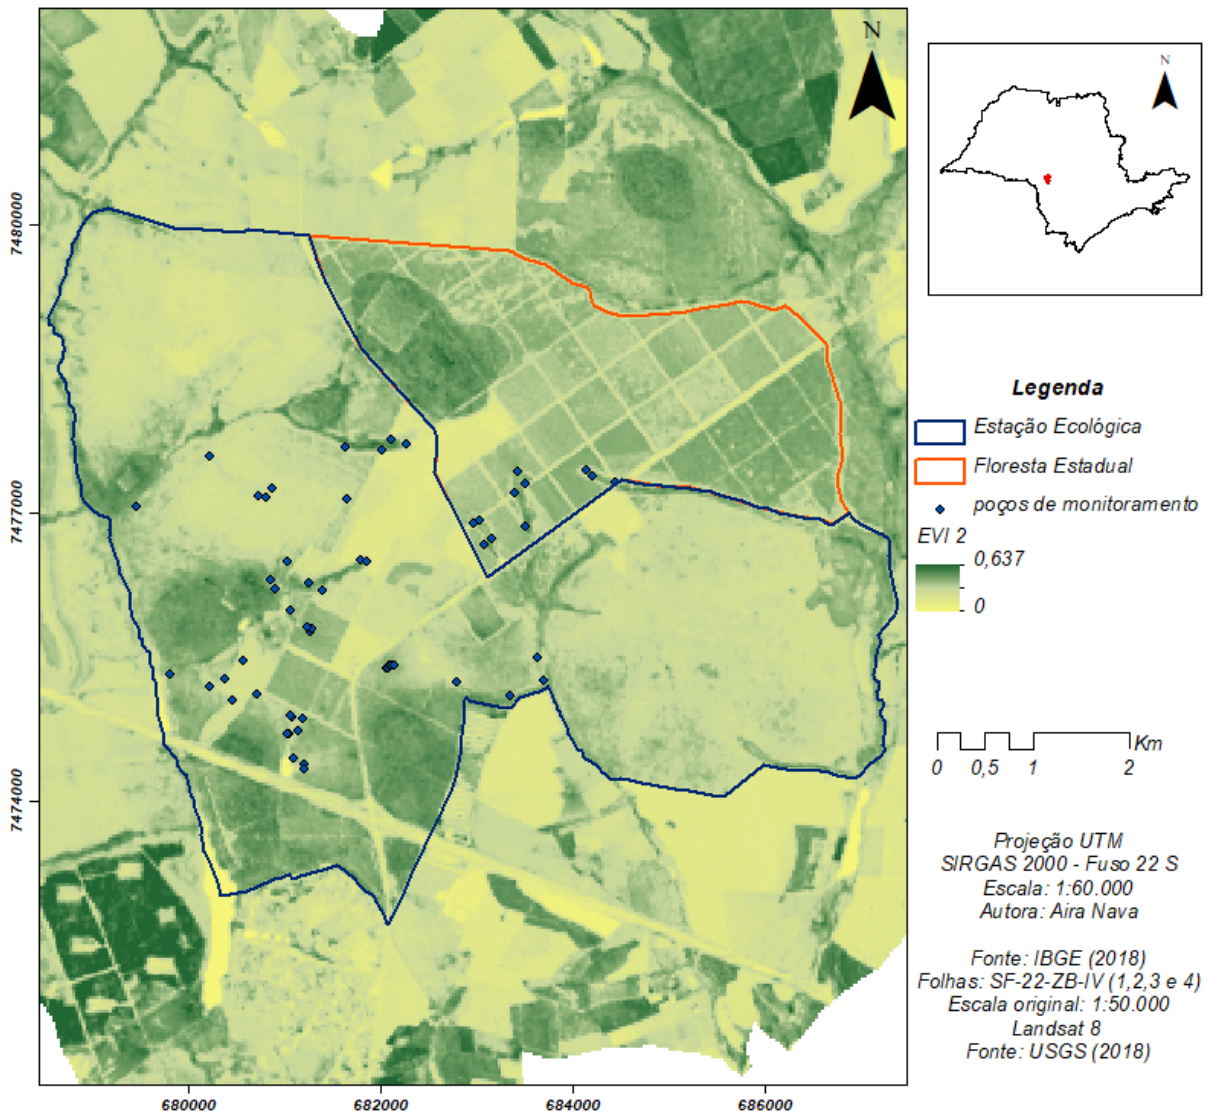 N
N
7480000
7477000
7474000
680000
682000
684000
686000
Legenda
Estação Ecológica
Floresta Estadual
poços de monitoramento
EVI 2
0,637
0
Km
0 0,5 1 2
Projeção UTM
SIRGAS 2000 - Fuso 22 S
Escala: 1:60.000
Autora: Aira Nava
Fonte: IBGE (2018)
Folhas: SF-22-ZB-IV (1,2,3 e 4)
Escala original: 1:50.000
Landsat 8
Fonte: USGS (2018)